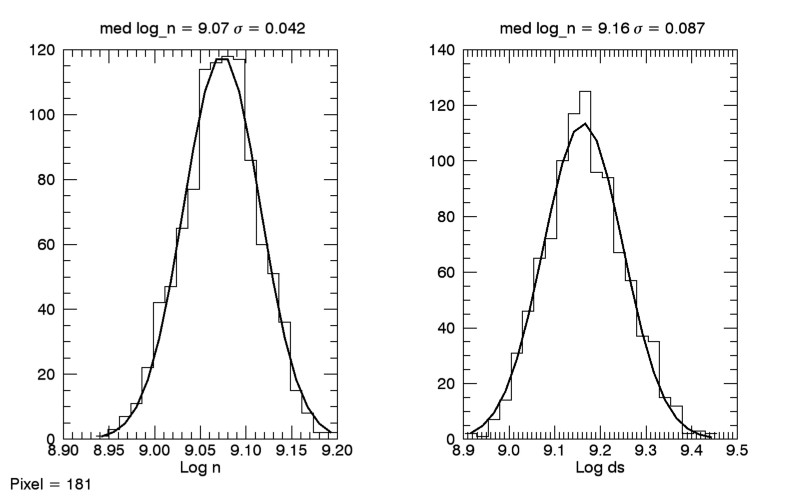 med log_n = 9.07 σ = 0.042
120
100
80
60
40
20
0
8.90 8.95 9.00 9.05 9.10 9.15 9.20
Log n
med log_n = 9.16 σ = 0.087
140
120
100
80
60
40
20
0
8.9 9.0 9.1 9.2 9.3 9.4 9.5
Log ds
Pixel = 181